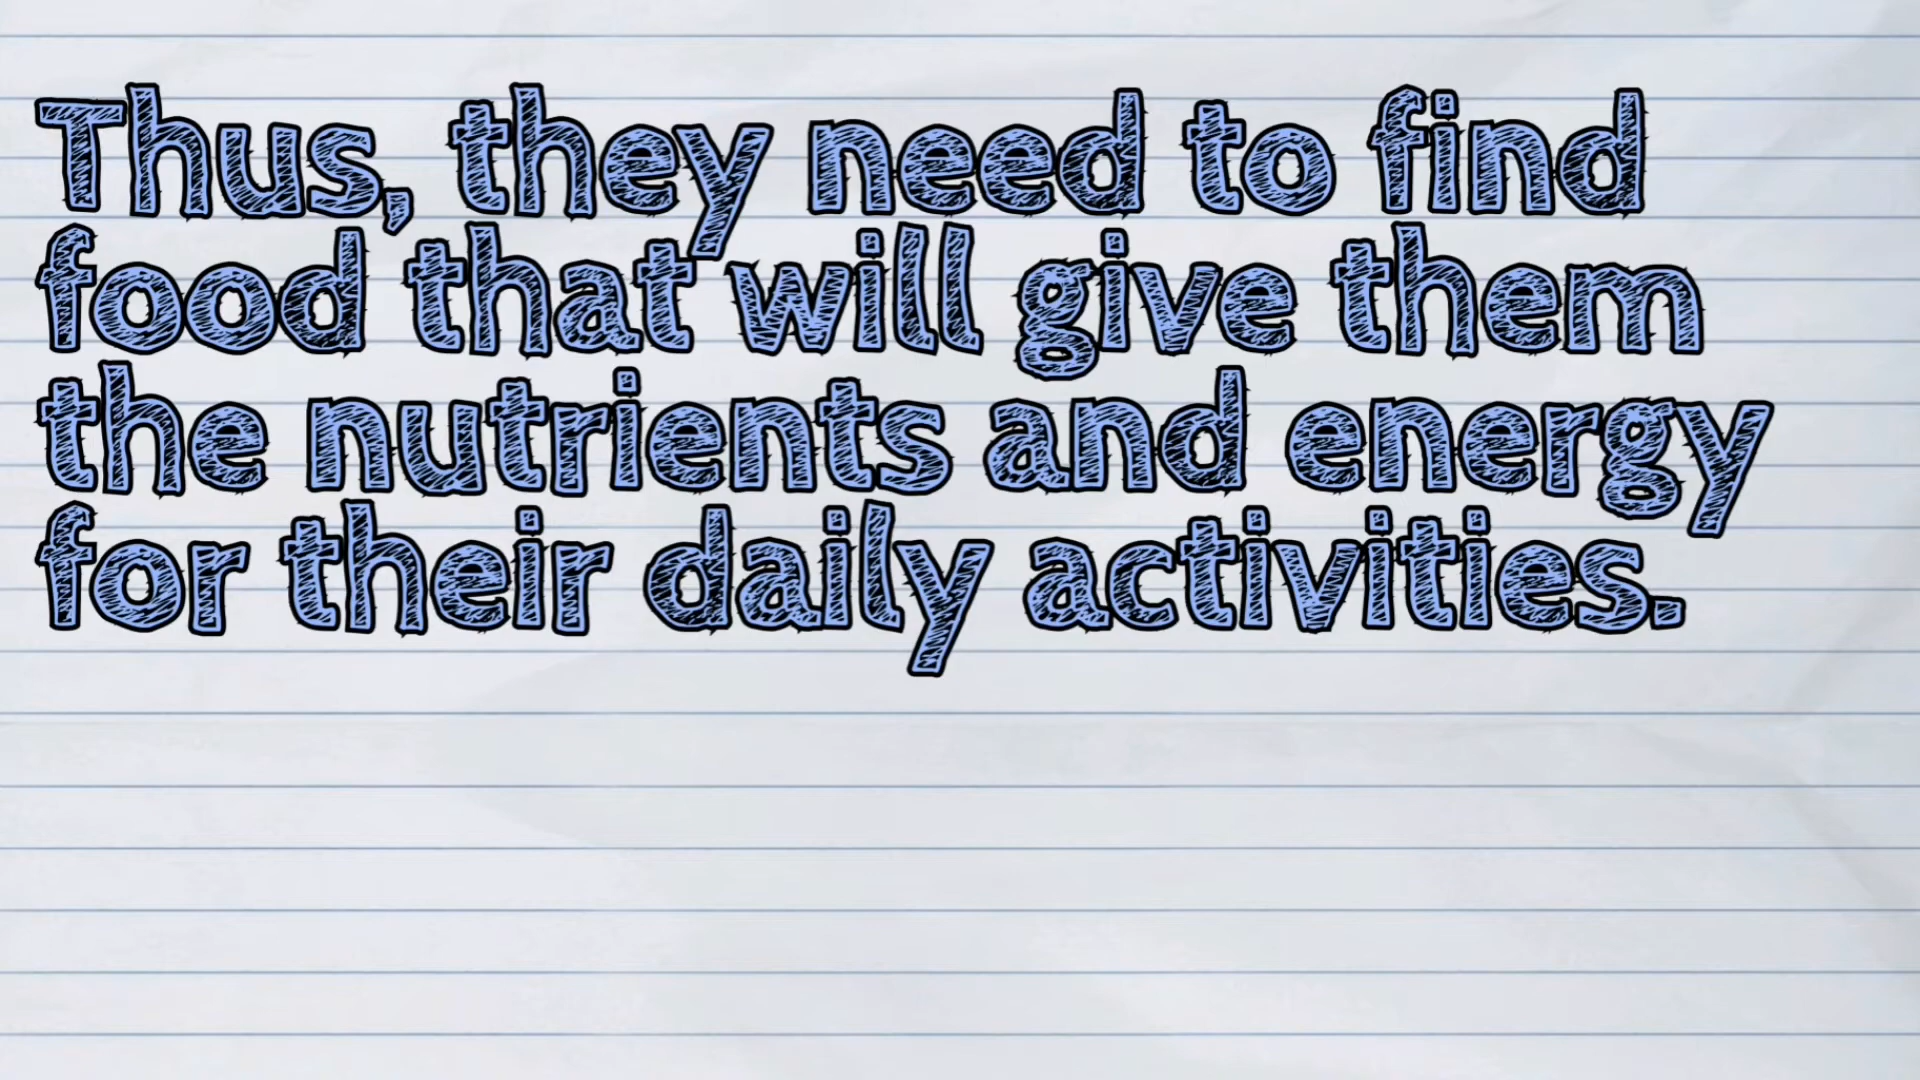 Thus, they need to find
food that will give them
the nutrients and energy
for their daily activities.